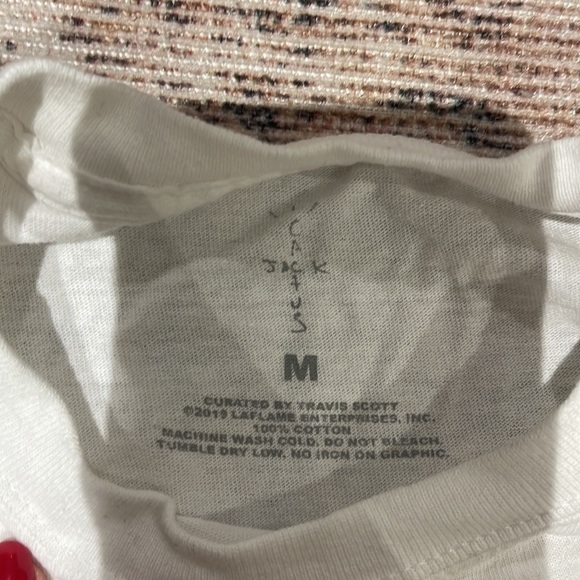 CACTUS
JACK
M
CURATED BY TRAVIS SCOTT
©2019 LAFLAME ENTERPRISES, INC.
100% COTTON
MACHINE WASH COLD. DO NOT BLEACH.
TUMBLE DRY LOW. NO IRON ON GRAPHIC.